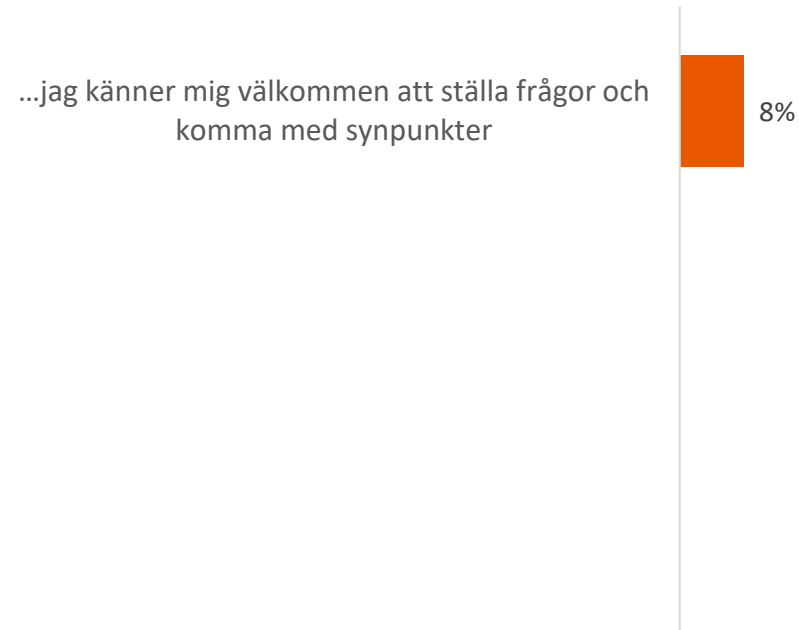 …jag känner mig välkommen att ställa frågor och
komma med synpunkter
8%